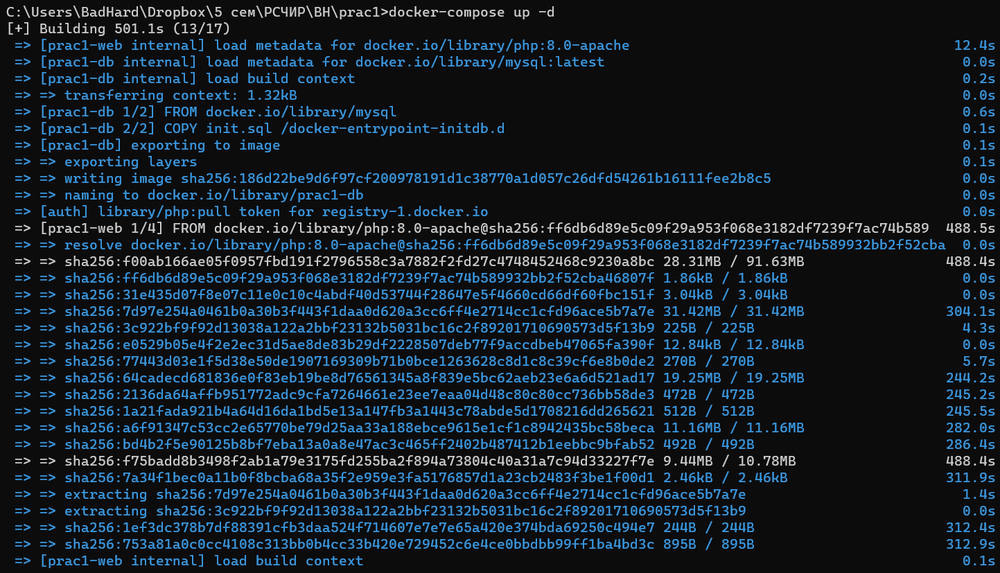 C:\Users\BadHard\Dropbox\5 сем\РСЧИР\ВН\prac1>docker-compose up -d
[+] Building 501.1s (13/17)
=> [prac1-web internal] load metadata for docker.io/library/php:8.0-apache 12.4s
=> [prac1-db internal] load metadata for docker.io/library/mysql:latest 0.0s
=> [prac1-db internal] load build context 0.2s
=> => transferring context: 1.32kB 0.0s
=> [prac1-db 1/2] FROM docker.io/library/mysql 0.6s
=> [prac1-db 2/2] COPY init.sql /docker-entrypoint-initdb.d 0.1s
=> [prac1-db] exporting to image 0.1s
=> => exporting layers 0.1s
=> => writing image sha256:186d22be9d6f97cf200978191d1c38770a1d057c26dfd54261b16111fee2b8c5 0.0s
=> => naming to docker.io/library/prac1-db 0.0s
=> [auth] library/php:pull token for registry-1.docker.io 0.0s
=> [prac1-web 1/4] FROM docker.io/library/php:8.0-apache@sha256:ff6db6d89e5c09f29a953f068e3182df7239f7ac74b589 488.5s
=> => resolve docker.io/library/php:8.0-apache@sha256:ff6db6d89e5c09f29a953f068e3182df7239f7ac74b589932bb2f52cba 0.0s
=> => sha256:f00ab166ae05f0957fbd191f2796558c3a7882f2fd27c4748452468c9230a8bc 28.31MB / 91.63MB 488.4s
=> => sha256:ff6db6d89e5c09f29a953f068e3182df7239f7ac74b589932bb2f52cba46807f 1.86kB / 1.86kB 0.0s
=> => sha256:31e435d07f8e07c11e0c10c4abdf40d53744f28647e5f4660cd66df60fbc151f 3.04kB / 3.04kB 0.0s
=> => sha256:7d97e254a0461b0a30b3f443f1daa0d620a3cc6ff4e2714cc1cfd96ace5b7a7e 31.42MB / 31.42MB 304.1s
=> => sha256:3c922bf9f92d13038a122a2bbf23132b5031bc16c2f89201710690573d5f13b9 225B / 225B 4.3s
=> => sha256:e0529b05e4f2e2ec31d5ae8de83b29df2228507deb77f9accdbeb47065fa390f 12.84kB / 12.84kB 0.0s
=> => sha256:77443d03e1f5d38e50de1907169309b71b0bce1263628c8d1c8c39cf6e8b0de2 270B / 270B 5.7s
=> => sha256:64cadecd681836e0f83eb19be8d76561345a8f839e5bc62aeb23e6a6d521ad17 19.25MB / 19.25MB 244.2s
=> => sha256:2136da64affb951772adc9cfa7264661e23ee7eaa04d48c80c80cc736bb58de3 472B / 472B 245.2s
=> => sha256:1a21fada921b4a64d16da1bd5e13a147fb3a1443c78abde5d1708216dd265621 512B / 512B 245.5s
=> => sha256:a6f91347c53cc2e65770be79d25aa33a188ebce9615e1cf1c8942435bc58beca 11.16MB / 11.16MB 282.0s
=> => sha256:bd4b2f5e90125b8bf7eba13a0a8e47ac3c465ff2402b487412b1eebbc9bfab52 492B / 492B 286.4s
=> => sha256:f75badd8b3498f2ab1a79e3175fd255ba2f894a73804c40a31a7c94d33227f7e 9.44MB / 10.78MB 488.4s
=> => sha256:7a34f1bec0a11b0f8bcba68a35f2e959e3fa5176857d1a23cb2483f3be1f00d1 2.46kB / 2.46kB 311.9s
=> => extracting sha256:7d97e254a0461b0a30b3f443f1daa0d620a3cc6ff4e2714cc1cfd96ace5b7a7e 1.4s
=> => extracting sha256:3c922bf9f92d13038a122a2bbf23132b5031bc16c2f89201710690573d5f13b9 0.0s
=> => sha256:1ef3dc378b7df88391cfb3daa524f714607e7e7e65a420e374bda69250c494e7 244B / 244B 312.4s
=> => sha256:753a81a0c0cc4108c313bb0b4cc33b420e729452c6e4ce0bbdbb99ff1ba4bd3c 895B / 895B 312.9s
=> [prac1-web internal] load build context 0.1s